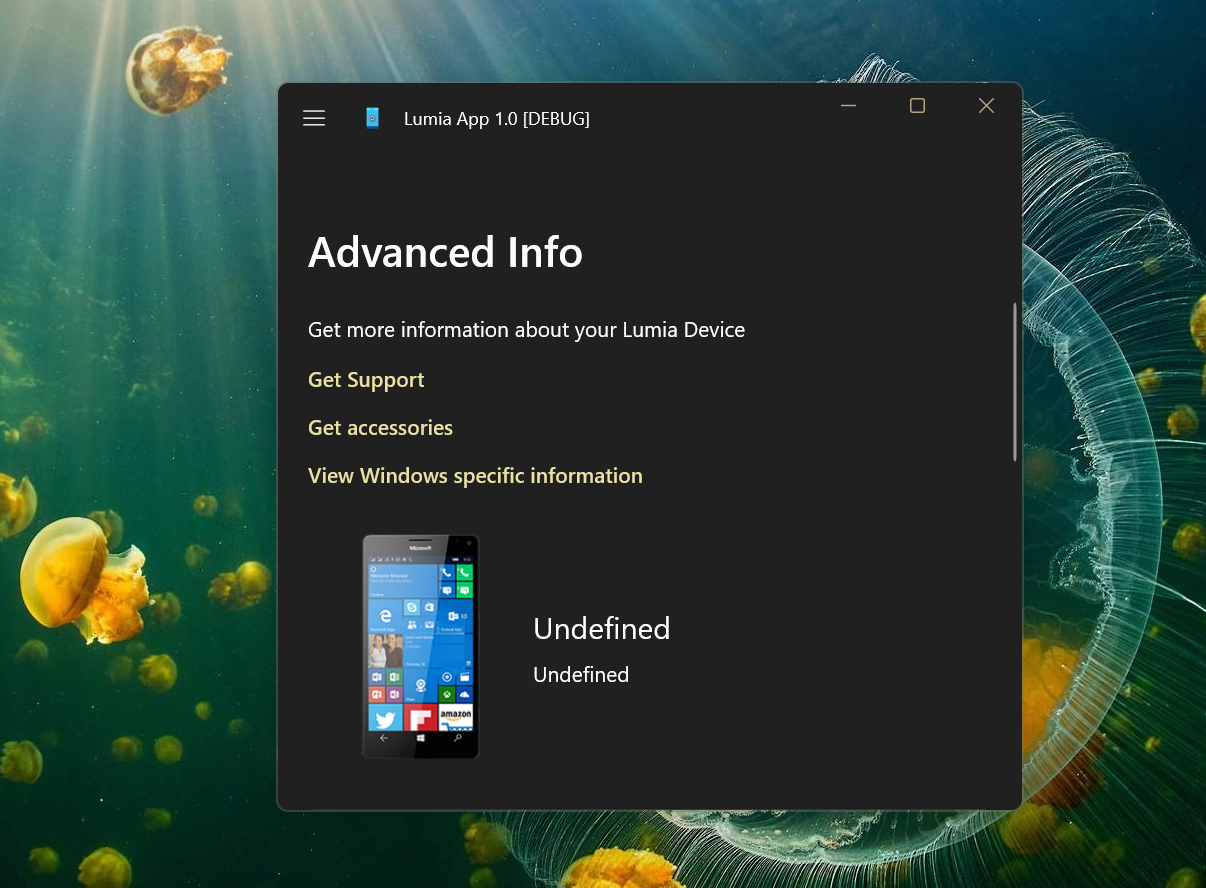 Lumia App 1.0 [DEBUG]
Advanced Info
Get more information about your Lumia Device
Get Support
Get accessories
View Windows specific information
Microsoft
Undefined
Undefined
amazon